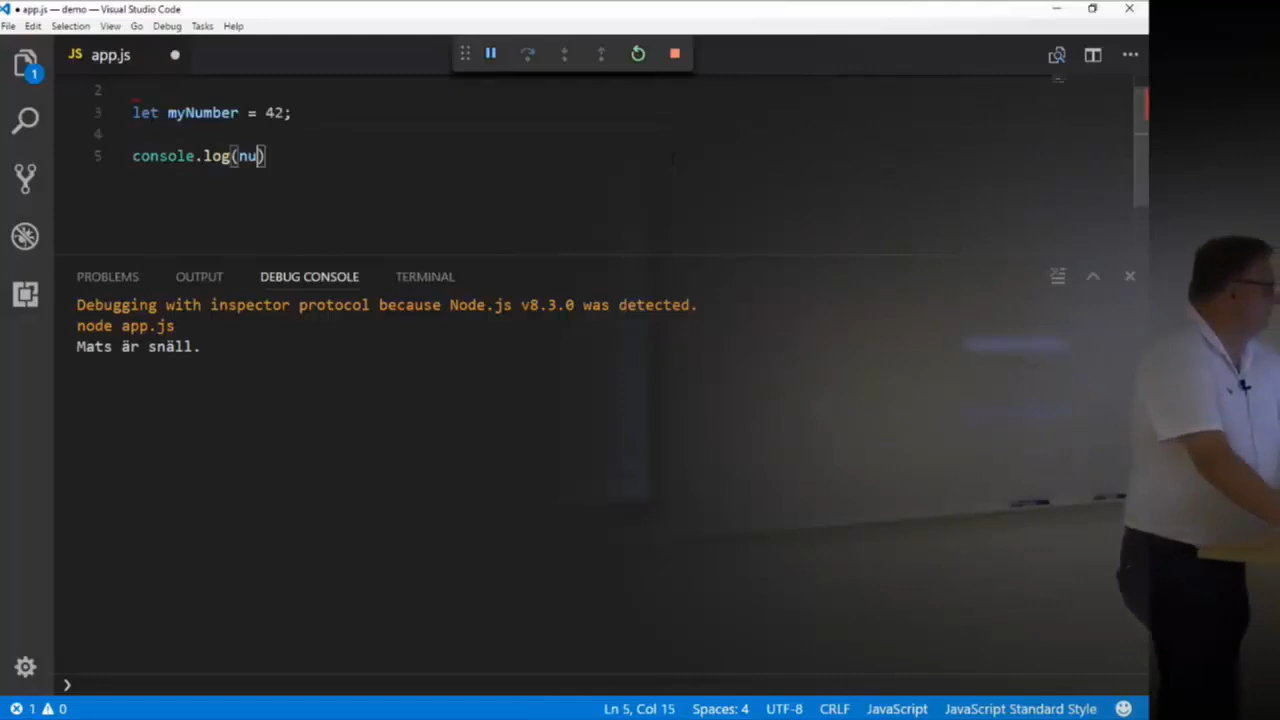 ● app.js — demo — Visual Studio Code
File Edit Selection View Go Debug Tasks Help
JS app.js
1
2
3 let myNumber = 42;
4
5 console.log(nu)
PROBLEMS OUTPUT DEBUG CONSOLE TERMINAL
Debugging with inspector protocol because Node.js v8.3.0 was detected.
node app.js
Mats är snäll.
1 0 Ln 5, Col 15 Spaces: 4 UTF-8 CRLF JavaScript JavaScript Standard Style